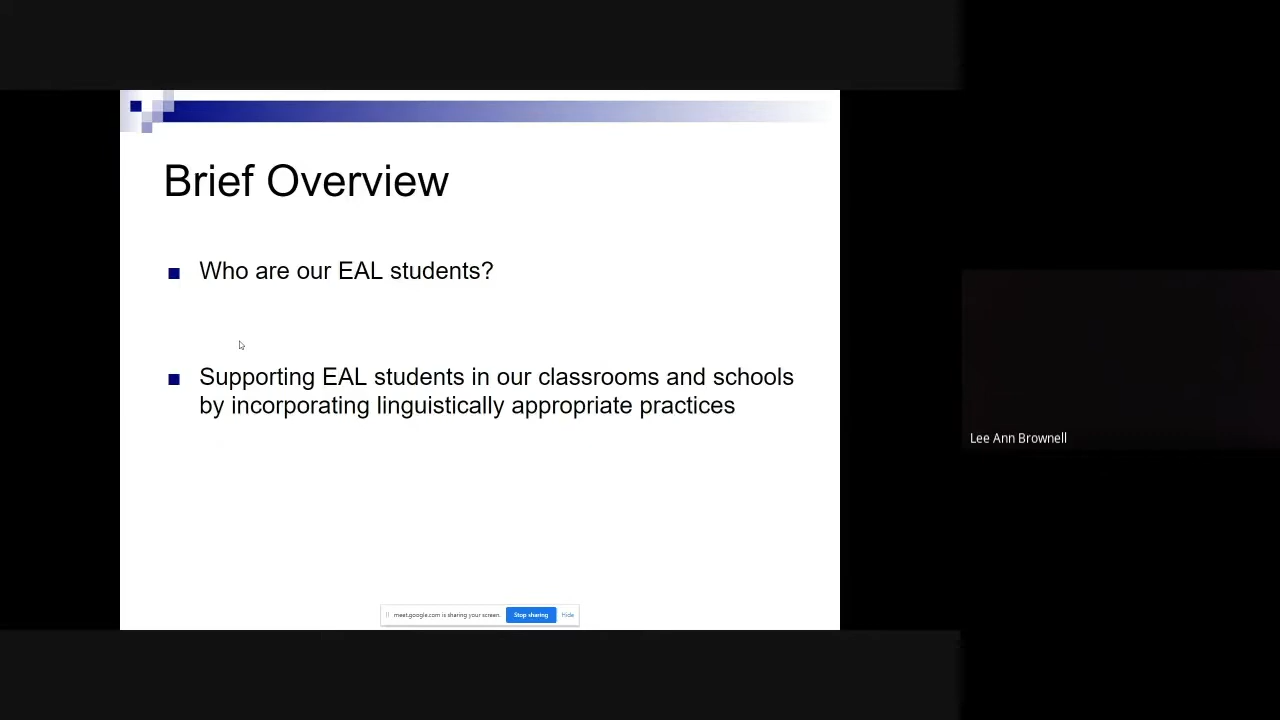 Brief Overview
Who are our EAL students?
Supporting EAL students in our classrooms and schools
by incorporating linguistically appropriate practices
Lee Ann Brownell
meet.google.com is sharing your screen.
Stop sharing
Hide